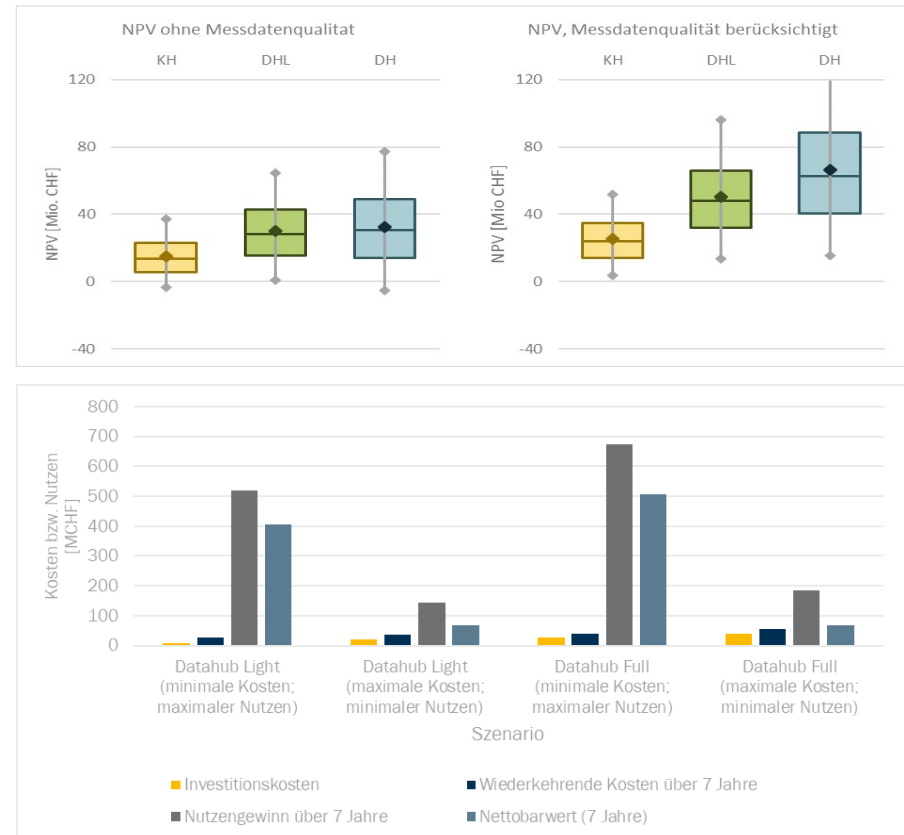 NPV ohne Messdatenqualitat
KH DHL DH
NPV [Mio. CHF]
120
80
40
0
-40
NPV, Messdatenqualität berücksichtigt
KH DHL DH
NPV [Mio CHF]
120
80
40
0
-40
Kosten bzw. Nutzen
[MCHF]
800
700
600
500
400
300
200
100
0
Datahub Light
(minimale Kosten;
maximaler Nutzen)
Datahub Light
(maximale Kosten;
minimaler Nutzen)
Datahub Full
(minimale Kosten;
maximaler Nutzen)
Datahub Full
(maximale Kosten;
minimaler Nutzen)
Szenario
Investitionskosten
Wiederkehrende Kosten über 7 Jahre
Nutzengewinn über 7 Jahre
Nettobarwert (7 Jahre)